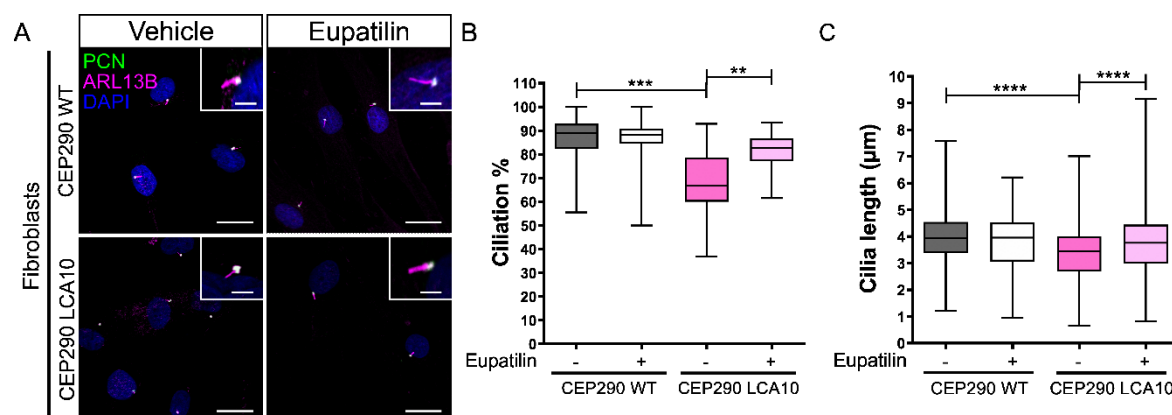 A
Vehicle
Eupatilin
PCN
ARL13B
DAPI
Fibroblasts
CEP290 WT
CEP290 LCA10
B
Ciliation %
100
90
80
70
60
50
40
30
20
10
0
***
**
Eupatilin - + - +
CEP290 WT CEP290 LCA10
C
Cilia length (µm)
10
9
8
7
6
5
4
3
2
1
0
****
****
Eupatilin - + - +
CEP290 WT CEP290 LCA10